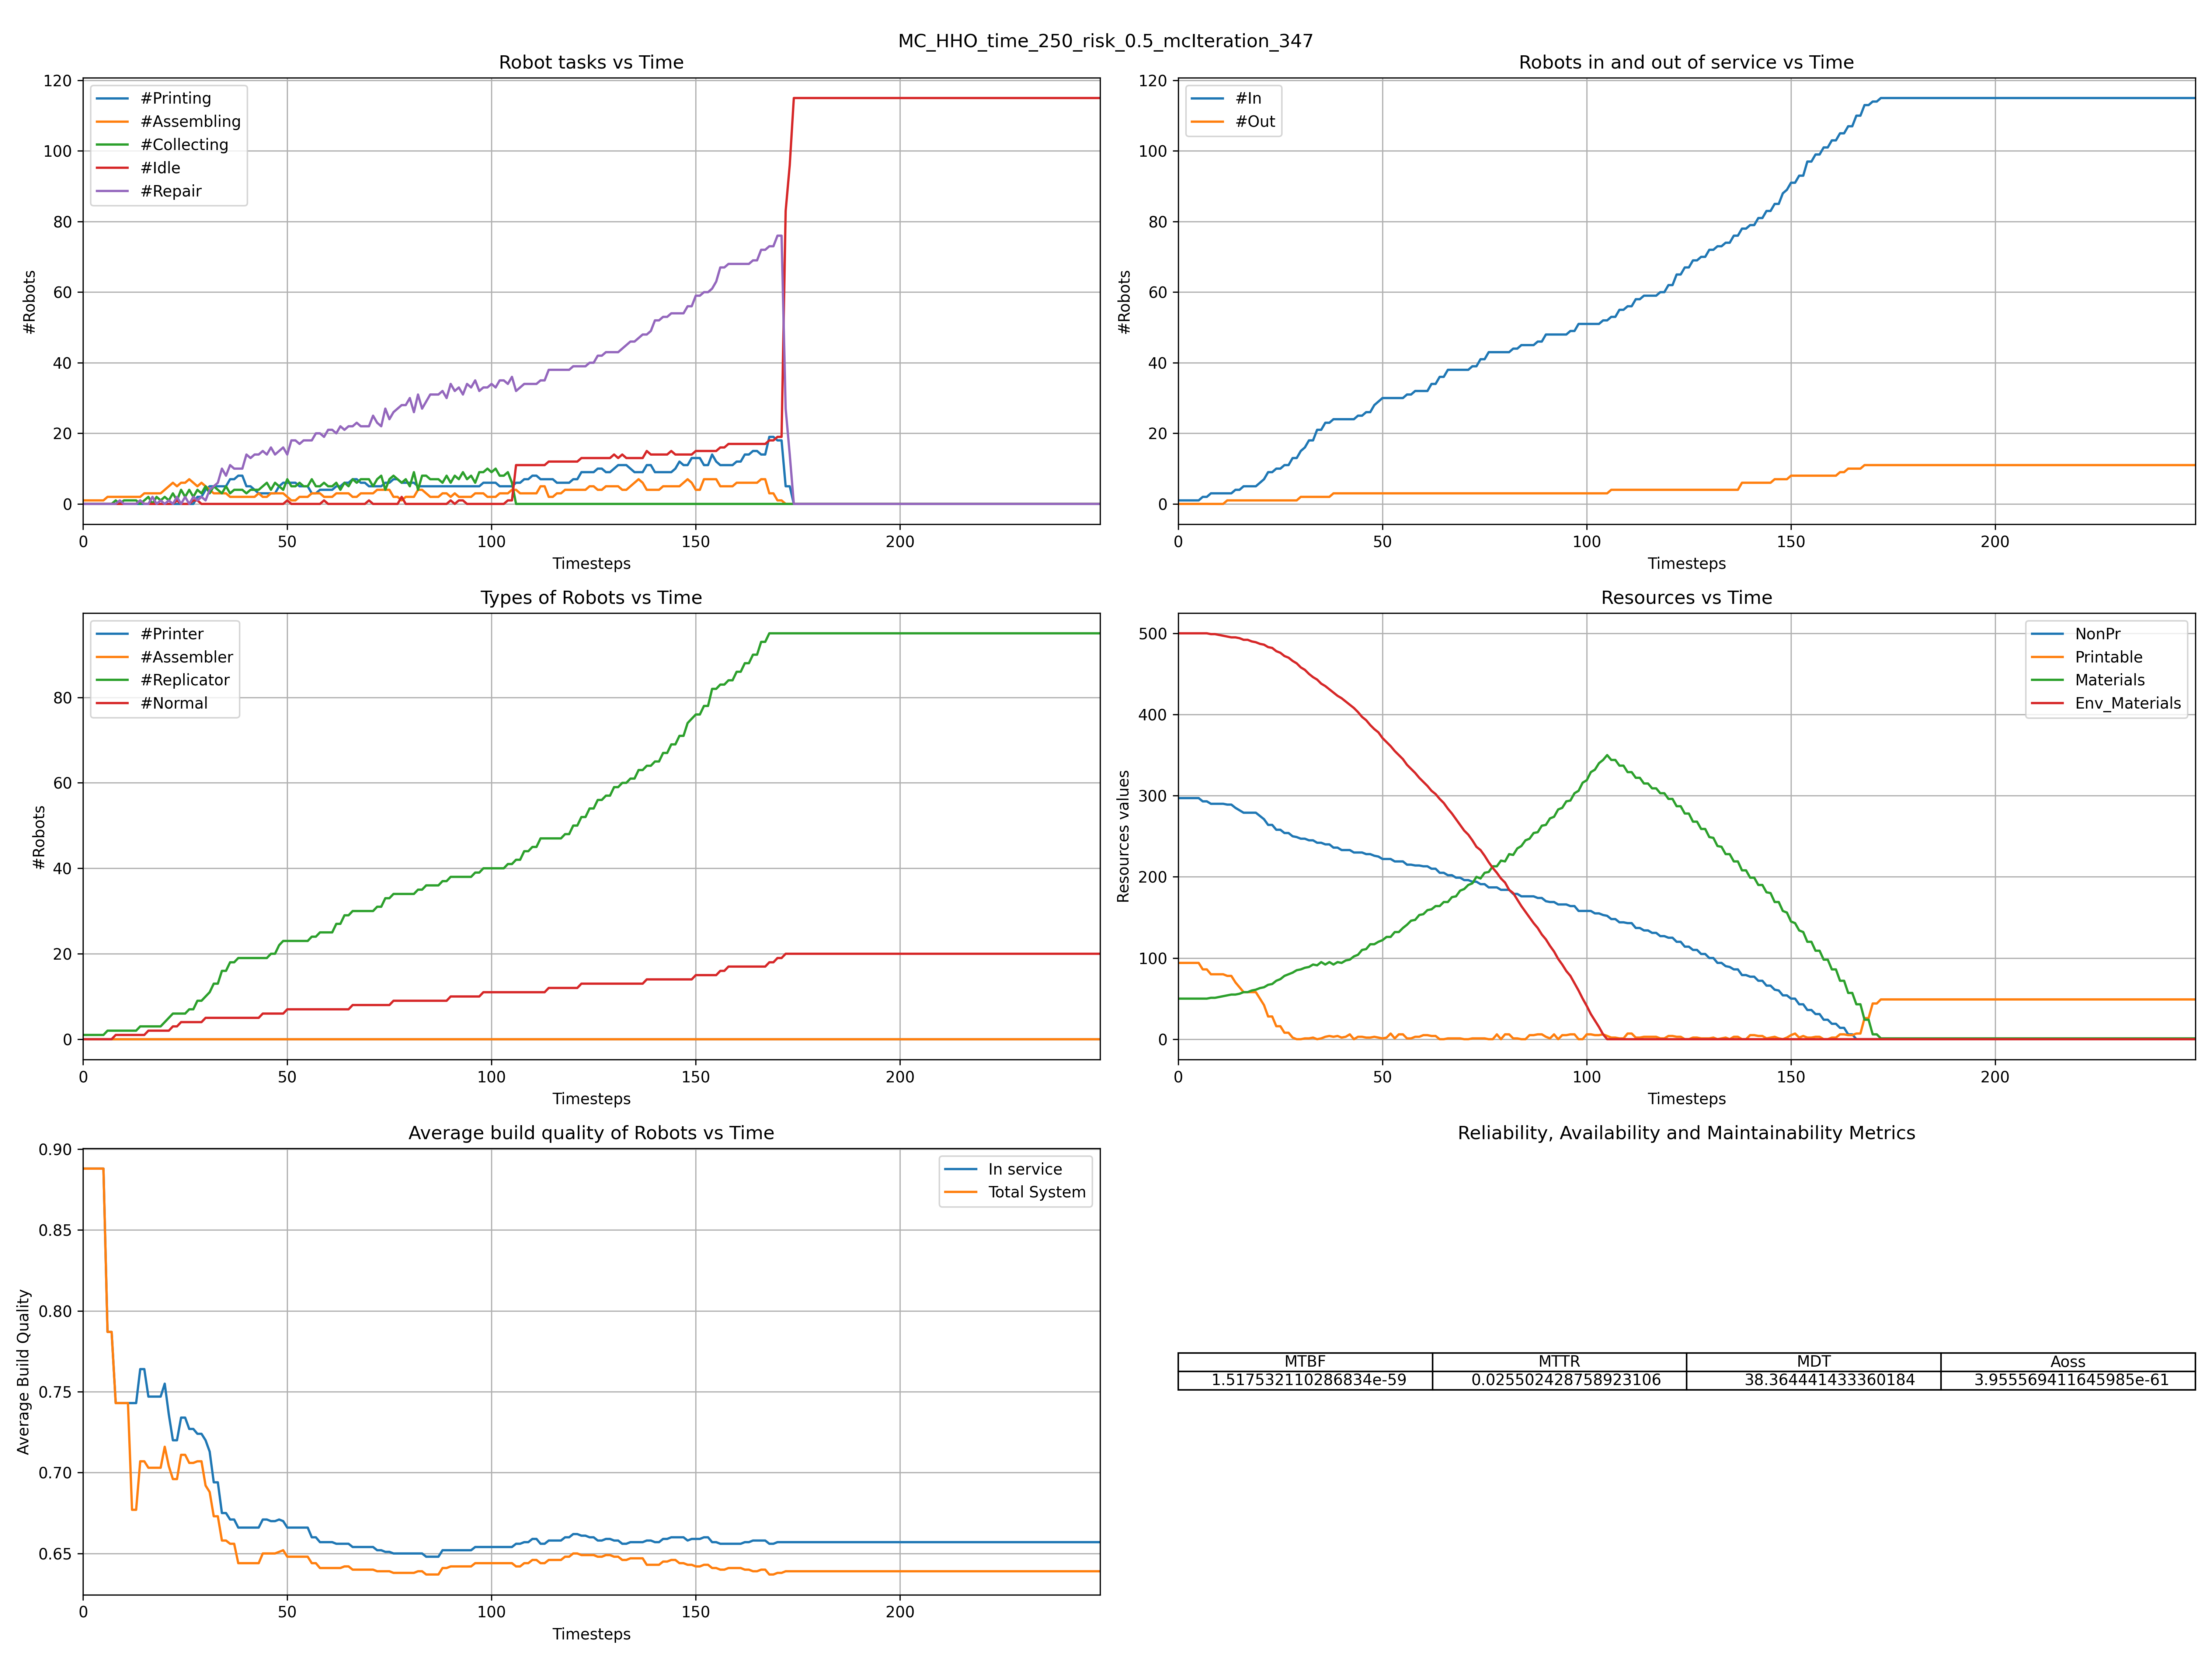 MC_HHO_time_250_risk_0.5_mcIteration_347
Robot tasks vs Time
#Robots
120
100
80
60
40
20
0
#Printing
#Assembling
#Collecting
#Idle
#Repair
0 50 100 150 200
Timesteps
Robots in and out of service vs Time
#Robots
120
100
80
60
40
20
0
#In
#Out
0 50 100 150 200
Timesteps
Types of Robots vs Time
#Robots
80
60
40
20
0
#Printer
#Assembler
#Replicator
#Normal
0 50 100 150 200
Timesteps
Resources vs Time
Resources values
500
400
300
200
100
0
NonPr
Printable
Materials
Env_Materials
0 50 100 150 200
Timesteps
Average build quality of Robots vs Time
Average Build Quality
0.90
0.85
0.80
0.75
0.70
0.65
In service
Total System
0 50 100 150 200
Timesteps
Reliability, Availability and Maintainability Metrics
MTBF MTTR MDT Aoss
1.5175321102868​34e-59 0.025502428758923106 38.364441433360184 3.955569411645985e-61